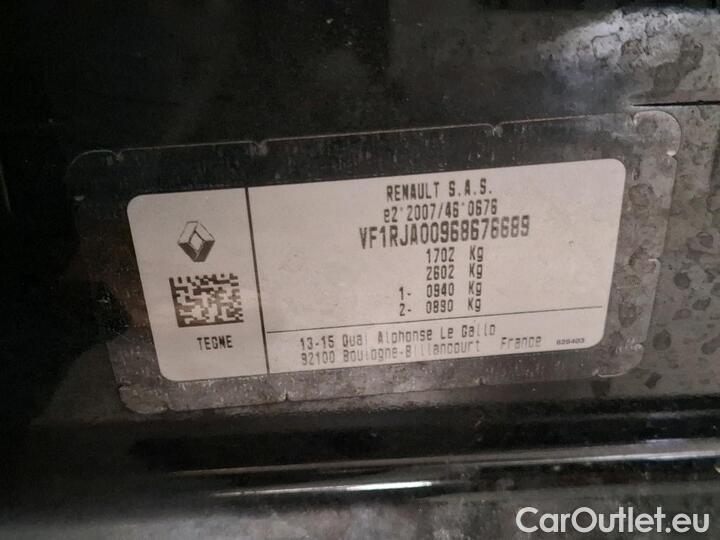 RENAULT S.A.S.
e2*2007/46*0676
VF1RJA00968676689
1702 Kg
2602 Kg
1- 0940 Kg
2- 0890 Kg
TEGNE
13-15 Quai Alphonse Le Gallo
92100 Boulogne-Billancourt France
CarOutlet.eu